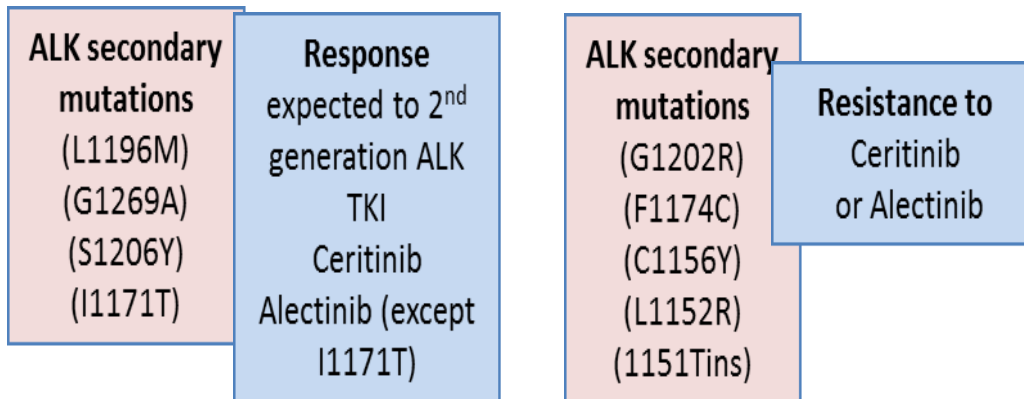 ALK secondary
mutations
(L1196M)
(G1269A)
(S1206Y)
(I1171T)
Response
expected to 2nd
generation ALK
TKI
Ceritinib
Alectinib (except
I1171T)
ALK secondary
mutations
(G1202R)
(F1174C)
(C1156Y)
(L1152R)
(1151Tins)
Resistance to
Ceritinib
or Alectinib